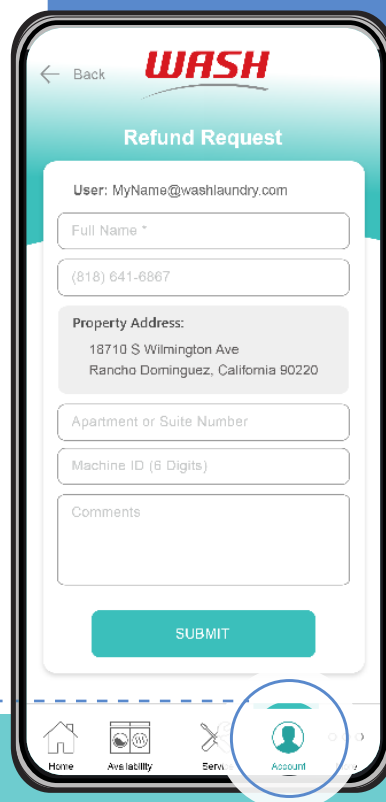 Back
WASH
Refund Request
User: MyName@washlaundry.com
Full Name *
(818) 641-6867
Property Address:
18710 S Wilmington Ave
Rancho Dominguez, California 90220
Apartment or Suite Number
Machine ID (6 Digits)
Comments
SUBMIT
Home
Availability
Account